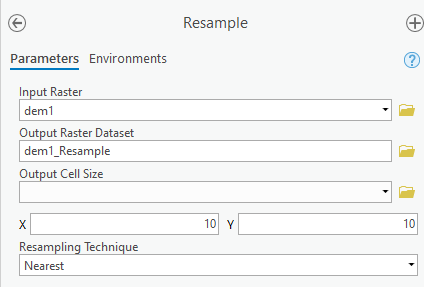 Resample
Parameters Environments
?
Input Raster
dem1
Output Raster Dataset
dem1_Resample
Output Cell Size
X 10 Y 10
Resampling Technique
Nearest